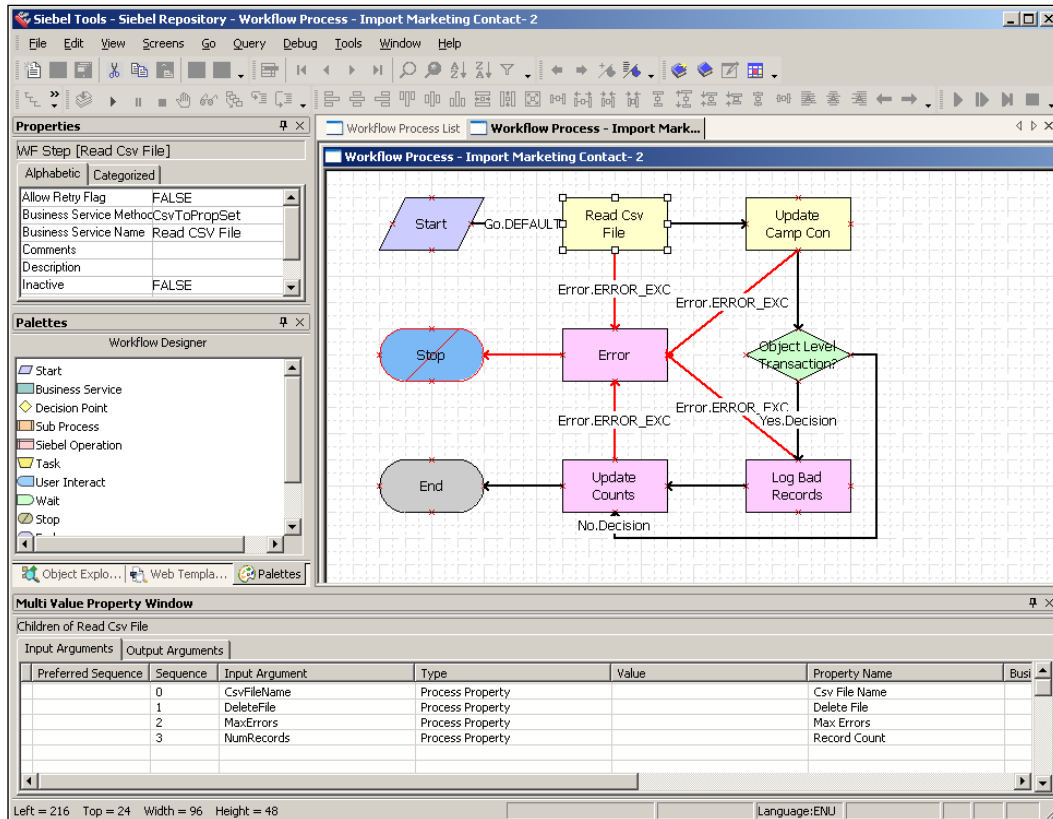 Siebel Tools - Siebel Repository - Workflow Process - Import Marketing Contact- 2
File Edit View Screens Go Query Debug Tools Window Help
Properties
WF Step [Read Csv File]
Alphabetic Categorized
Allow Retry Flag FALSE
Business Service Method CsvToPropSet
Business Service Name Read CSV File
Comments
Description
Inactive FALSE
Palettes
Workflow Designer
Start
Business Service
Decision Point
Sub Process
Siebel Operation
Task
User Interact
Wait
Stop
Object Explo... Web Templa... Palettes
Workflow Process List Workflow Process - Import Mark...
Workflow Process - Import Marketing Contact- 2
Start
Go.DEFAULT
Read Csv
File
Update
Camp Con
Error.ERROR_EXC
Error.ERROR_EXC
Stop
Error
Object Level
Transaction?
Error.ERROR_EXC
Error.ERROR_EXC
Yes.Decision
End
Update
Counts
Log Bad
Records
No.Decision
Multi Value Property Window
Children of Read Csv File
Input Arguments Output Arguments
Preferred Sequence Sequence Input Argument Type Value Property Name Busi
0 CsvFileName Process Property Csv File Name
1 DeleteFile Process Property Delete File
2 MaxErrors Process Property Max Errors
3 NumRecords Process Property Record Count
Left = 216 Top = 24 Width = 96 Height = 48 Language:ENU